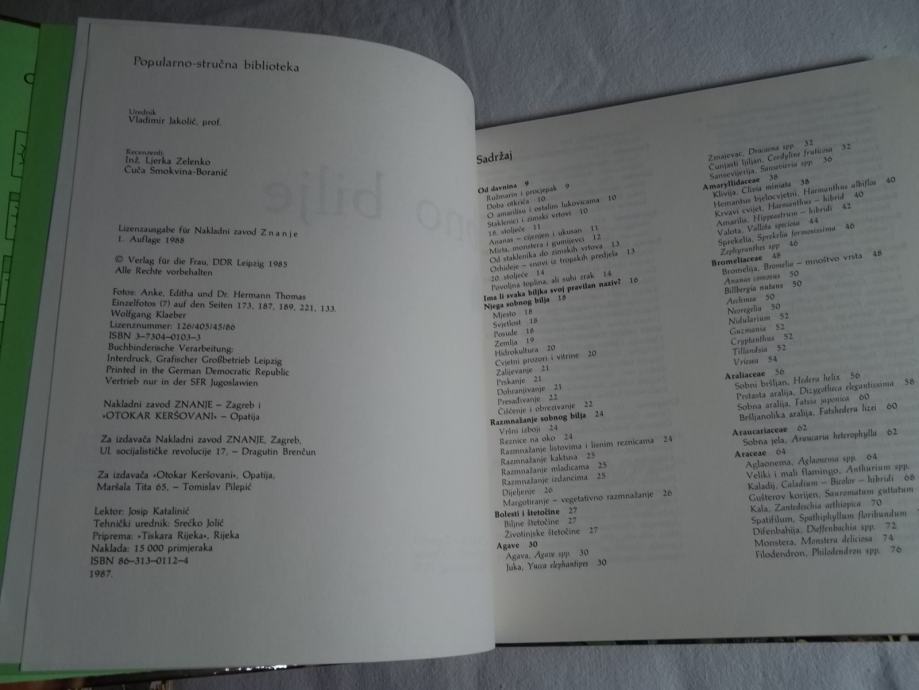 Popularno-stručna biblioteka
Urednik
Vladimir Jakolić, prof.
Recenzenti:
Inž. Ljerka Zelenko
Čuča Smokvina-Boranić
Lizenzausgabe für Nakladni zavod Znanje
1. Auflage 1988
© Verlag für die Frau, DDR Leipzig 1985
Alle Rechte vorbehalten
Fotos: Anke, Editha und Dr. Hermann Thomas
Einzelfotos (7) auf den Seiten 173, 187, 189, 221, 133.
Wolfgang Klaeber
Lizenznummer: 126/405/45/86
ISBN 3-7304-0103-3
Buchbinderische Verarbeitung:
Interdruck, Grafischer Großbetrieb Leipzig
Printed in the German Democratic Republic
Vertrieb nur in der SFR Jugoslawien
Nakladni zavod ZNANJE – Zagreb i
»OTOKAR KERŠOVANI« – Opatija
Za izdavača Nakladni zavod ZNANJE, Zagreb,
Ul. socijalističke revolucije 17, – Dragutin Brenčun
Za izdavača »Otokar Keršovani«, Opatija,
Maršala Tita 65, – Tomislav Pilepić
Lektor: Josip Katalinić
Tehnički urednik: Srećko Jolić
Priprema: »Tiskara Rijeka«, Rijeka
Naklada: 15 000 primjeraka
ISBN 86-313-0112-4
1987.
Sadržaj
Od davnina 9
Ružmarin i procjepak 9
Doba otkrića 10
O amarilisu i ostalim lukovicama 10
Staklenici i zimski vrtovi 10
18. stoljeće 11
Ananas – cijenjen i ukusan 11
Mirta, monstera i gumijevci 12
Od staklenika do zimskih vrtova 13
Orhideje – snovi iz tropskih predjela 13
20. stoljeće 14
Povoljna toplina, ali suhi zrak 14
Ima li svaka biljka svoj pravilan naziv? 16
Njega sobnog bilja 18
Mjesto 18
Svjetlost 18
Posude 18
Zemlja 19
Hidrokultura 20
Cvjetni prozori i vitrine 20
Zalijevanje 21
Prskanje 21
Dohranjivanje 21
Presađivanje 22
Čišćenje i obrezivanje 22
Razmnažanje sobnog bilja 24
Vršni izboji 24
Reznice na oko 24
Razmnažanje listovima i lisnim reznicama 24
Razmnažanje kaktusa 25
Razmnažanje mladicama 25
Razmnažanje izdancima 25
Dijeljenje 26
Margotiranje – vegetativno razmnažanje 26
Bolesti i štetočine 27
Biljne štetočine 27
Životinjske štetočine 27
Agave 30
Agava, Agave spp. 30
Juka, Yucca elephantipes 30
Zmajevac, Dracaena spp. 32
Čunjasti ljiljan, Cordyline fruticosa 32
Sansevijerija, Sansevieria spp. 36
Amaryllidaceae 38
Klivija, Clivia miniata 38
Hemantus bjelocvjetni, Haemanthus albiflos 40
Krvavi cvijet, Haemanthus – hibrid 40
Amarilis, Hippeastrum – hibridi 42
Valota, Vallota speciosa 44
Sprekelia, Sprekelia formosissima 46
Zephyranthes spp 46
Bromeliaceae 48
Bromelija, Bromelia – mnoštvo vrsta 48
Ananas comosus 50
Billbergia nutans 50
Aechmea 50
Neoregelia 50
Nidularium 52
Guzmania 52
Cryptanthus 52
Tillandsia 52
Vriesea 54
Araliaceae 56
Sobni bršljan, Hedera helix 56
Prstasta aralija, Dizygotheca elegantissima 58
Sobna aralija, Fatsia japonica 60
Bršljanolika aralija, Fatshedera lizei 60
Araucariaceae 62
Sobna jela, Araucaria heterophylla 62
Araceae 64
Aglaonema, Aglaonema spp. 64
Veliki i mali flamingo, Anthurium spp.
Kaladij, Caladium – Bicolor – hibridi 68
Gušterov korijen, Sauromatum guttatum
Kala, Zantedeschia aethiopica 70
Spatifilum, Spathiphyllum floribundum
Difenbahija, Dieffenbachia spp. 72
Monstera, Monstera deliciosa 74
Filodendron, Philodendron spp. 76